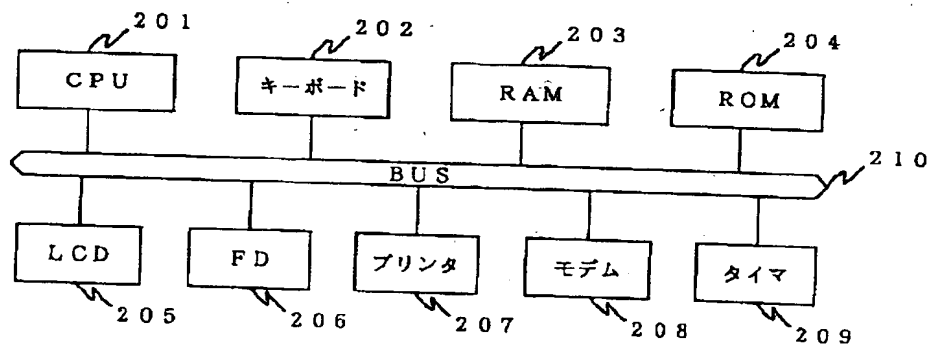 201
202
203
204
CPU
キーボード
RAM
ROM
BUS
210
LCD
FD
プリンタ
モデム
タイマ
205
206
207
208
209